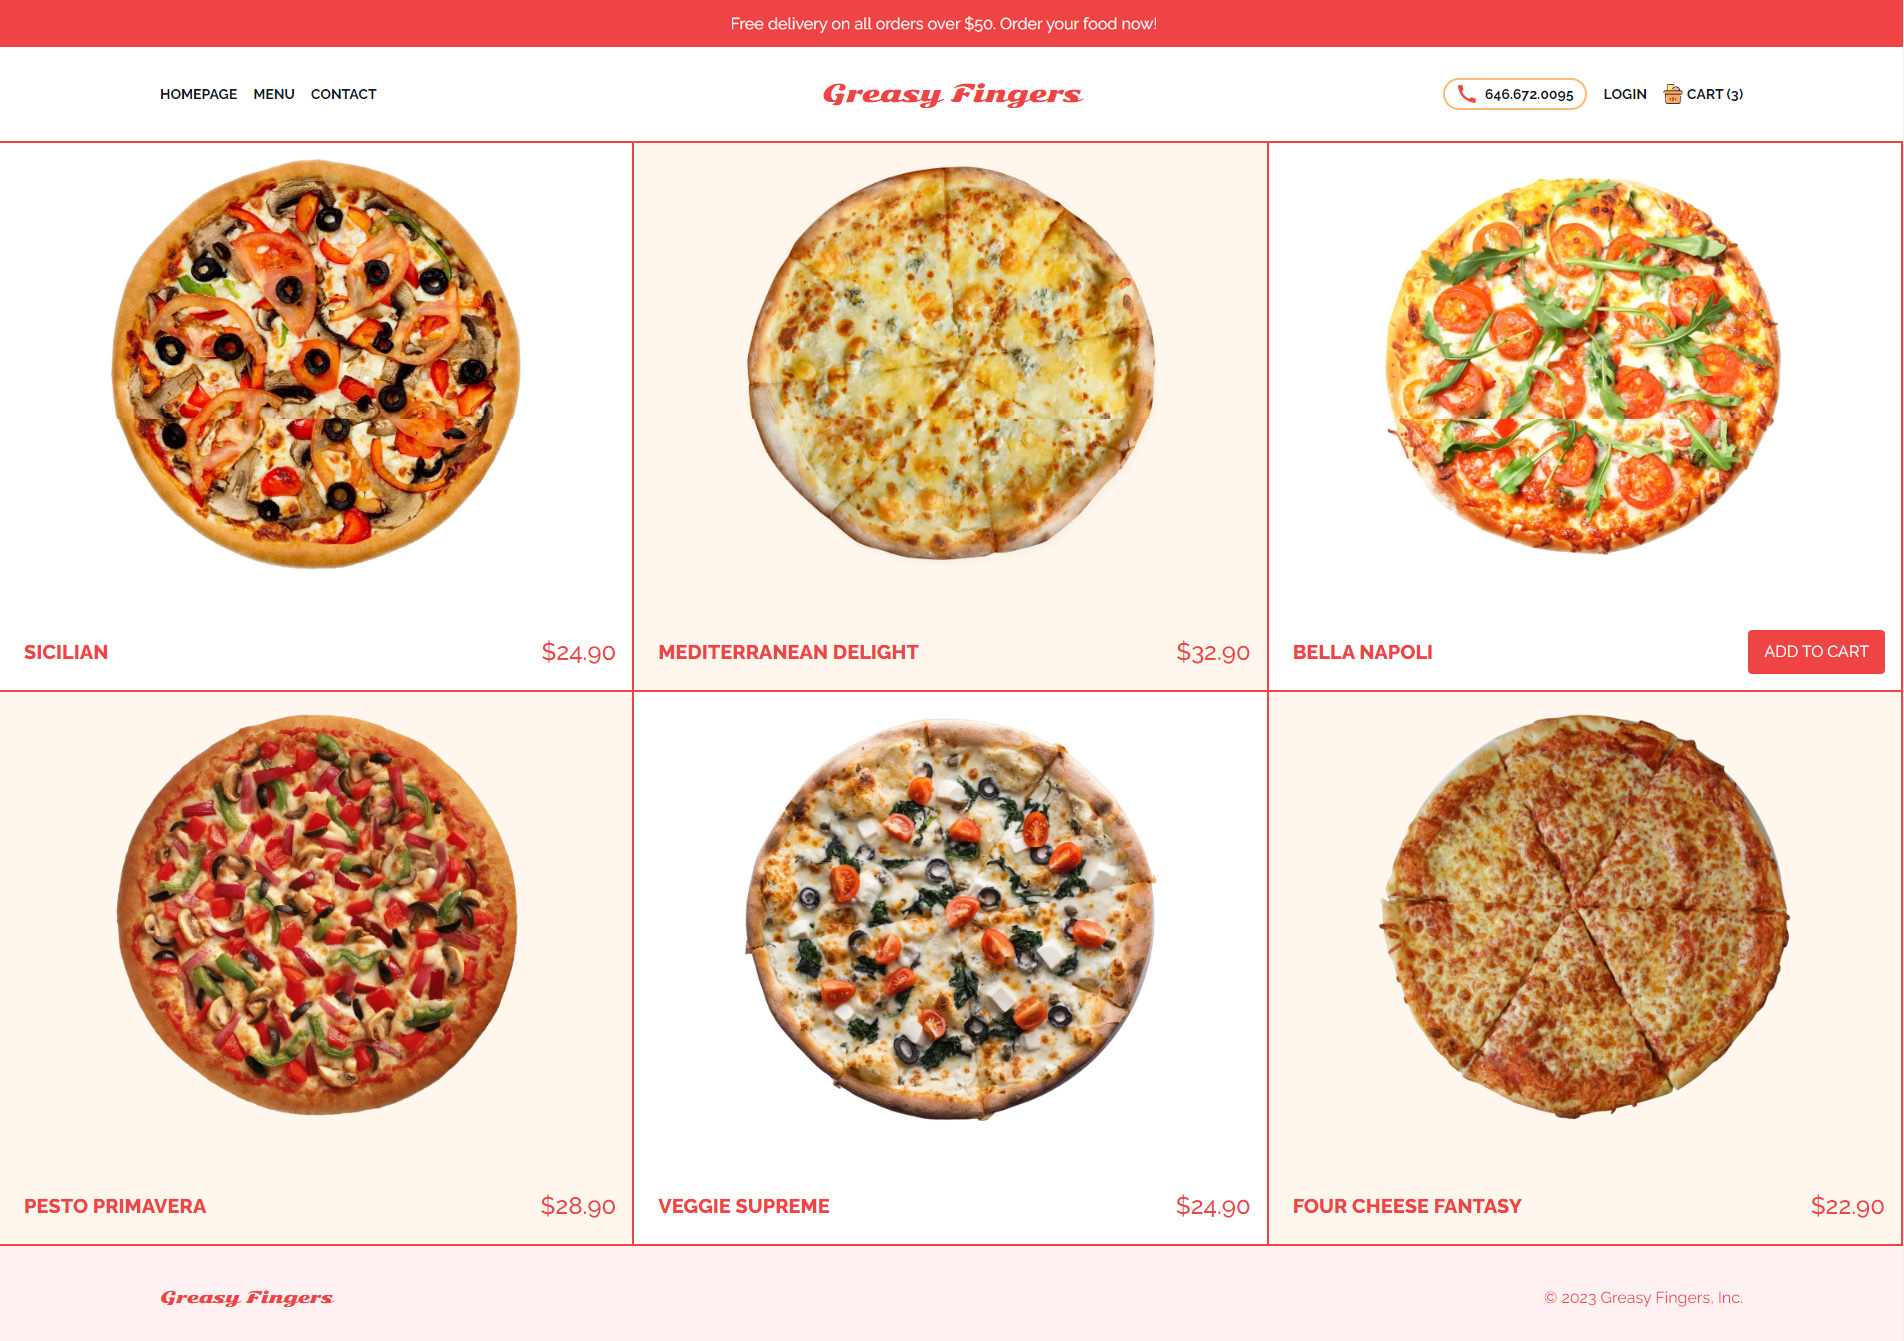 Free delivery on all orders over $50. Order your food now!
HOMEPAGE MENU CONTACT
Greasy Fingers
646.672.0095 LOGIN CART (3)
SICILIAN $24.90
MEDITERRANEAN DELIGHT $32.90
BELLA NAPOLI ADD TO CART
PESTO PRIMAVERA $28.90
VEGGIE SUPREME $24.90
FOUR CHEESE FANTASY $22.90
Greasy Fingers
© 2023 Greasy Fingers, Inc.